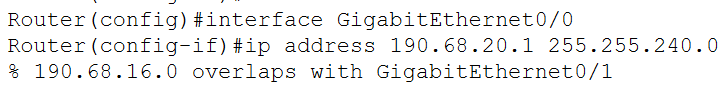 Router(config)#interface GigabitEthernet0/0
Router(config-if)#ip address 190.68.20.1 255.255.240.0
% 190.68.16.0 overlaps with GigabitEthernet0/1